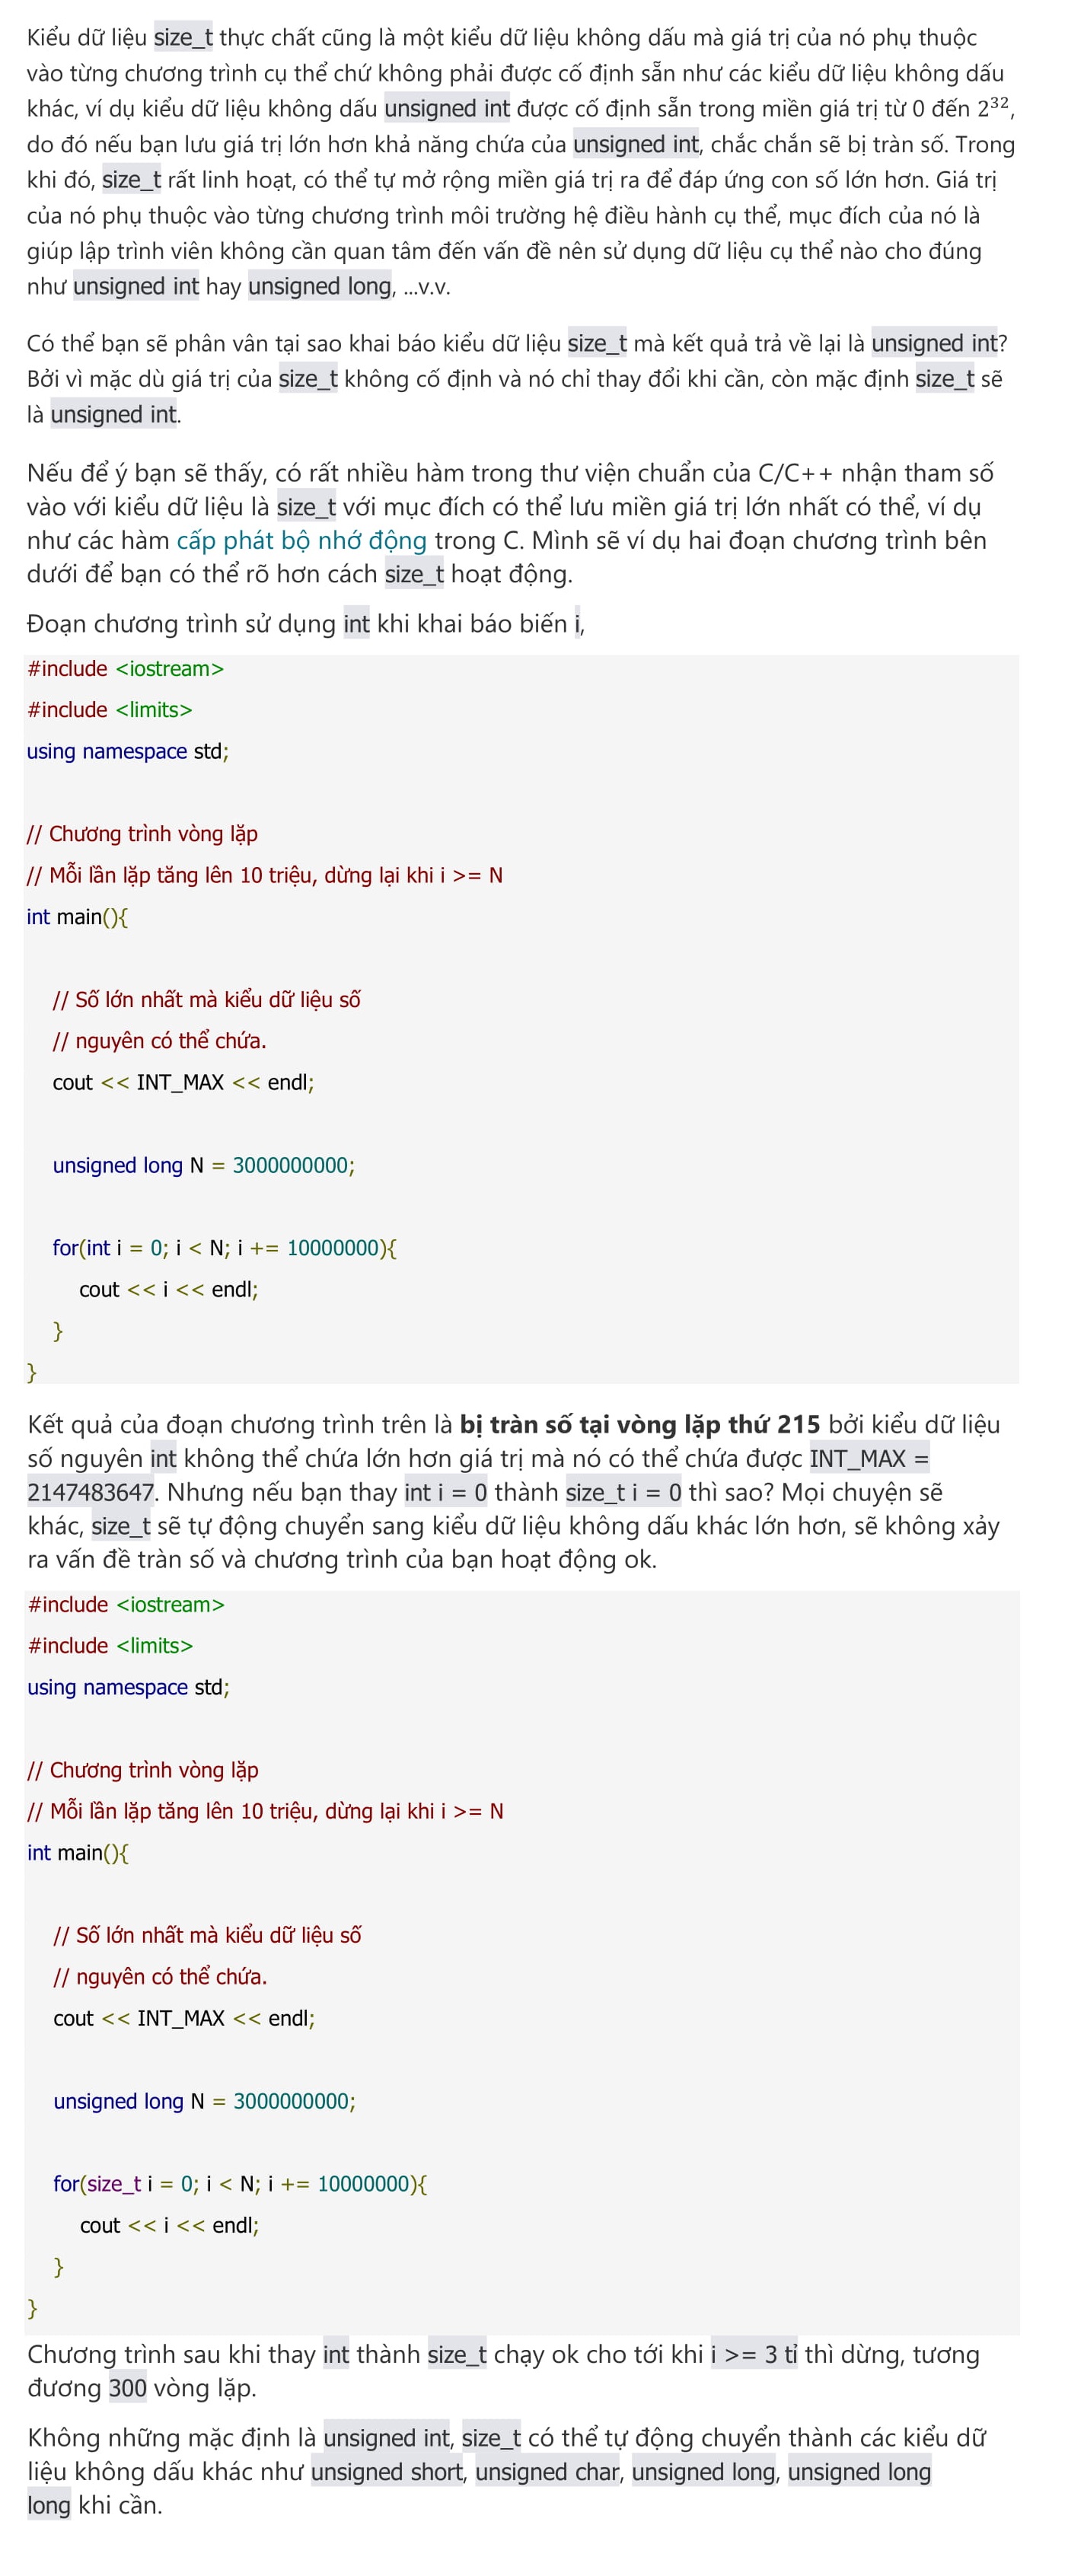 Kiểu dữ liệu size_t thực chất cũng là một kiểu dữ liệu không dấu mà giá trị của nó phụ thuộc
vào từng chương trình cụ thể chứ không phải được cố định sẵn như các kiểu dữ liệu không dấu
khác, ví dụ kiểu dữ liệu không dấu unsigned int được cố định sẵn trong miền giá trị từ 0 đến 2³²,
do đó nếu bạn lưu giá trị lớn hơn khả năng chứa của unsigned int, chắc chắn sẽ bị tràn số. Trong
khi đó, size_t rất linh hoạt, có thể tự mở rộng miền giá trị ra để đáp ứng con số lớn hơn. Giá trị
của nó phụ thuộc vào từng chương trình môi trường hệ điều hành cụ thể, mục đích của nó là
giúp lập trình viên không cần quan tâm đến vấn đề nên sử dụng dữ liệu cụ thể nào cho đúng
như unsigned int hay unsigned long, ...v.v.
Có thể bạn sẽ phân vân tại sao khai báo kiểu dữ liệu size_t mà kết quả trả về lại là unsigned int?
Bởi vì mặc dù giá trị của size_t không cố định và nó chỉ thay đổi khi cần, còn mặc định size_t sẽ
là unsigned int.
Nếu để ý bạn sẽ thấy, có rất nhiều hàm trong thư viện chuẩn của C/C++ nhận tham số
vào với kiểu dữ liệu là size_t với mục đích có thể lưu miền giá trị lớn nhất có thể, ví dụ
như các hàm cấp phát bộ nhớ động trong C. Mình sẽ ví dụ hai đoạn chương trình bên
dưới để bạn có thể rõ hơn cách size_t hoạt động.
Đoạn chương trình sử dụng int khi khai báo biến i,
#include <iostream>
#include <limits>
using namespace std;
// Chương trình vòng lặp
// Mỗi lần lặp tăng lên 10 triệu, dừng lại khi i >= N
int main(){
// Số lớn nhất mà kiểu dữ liệu số
// nguyên có thể chứa.
cout << INT_MAX << endl;
unsigned long N = 3000000000;
for(int i = 0; i < N; i += 10000000){
cout << i << endl;
}
}
Kết quả của đoạn chương trình trên là bị tràn số tại vòng lặp thứ 215 bởi kiểu dữ liệu
số nguyên int không thể chứa lớn hơn giá trị mà nó có thể chứa được INT_MAX =
2147483647. Nhưng nếu bạn thay int i = 0 thành size_t i = 0 thì sao? Mọi chuyện sẽ
khác, size_t sẽ tự động chuyển sang kiểu dữ liệu không dấu khác lớn hơn, sẽ không xảy
ra vấn đề tràn số và chương trình của bạn hoạt động ok.
#include <iostream>
#include <limits>
using namespace std;
// Chương trình vòng lặp
// Mỗi lần lặp tăng lên 10 triệu, dừng lại khi i >= N
int main(){
// Số lớn nhất mà kiểu dữ liệu số
// nguyên có thể chứa.
cout << INT_MAX << endl;
unsigned long N = 3000000000;
for(size_t i = 0; i < N; i += 10000000){
cout << i << endl;
}
}
Chương trình sau khi thay int thành size_t chạy ok cho tới khi i >= 3 tỉ thì dừng, tương
đương 300 vòng lặp.
Không những mặc định là unsigned int, size_t có thể tự động chuyển thành các kiểu dữ
liệu không dấu khác như unsigned short, unsigned char, unsigned long, unsigned long
long khi cần.